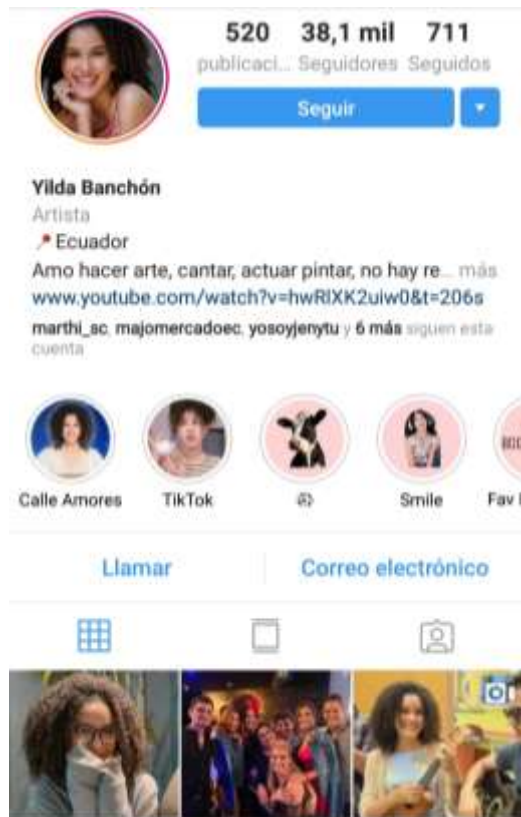 520 38,1 mil 711
publicaci... Seguidores Seguidos
Seguir
Yilda Banchón
Artista
Ecuador
Amo hacer arte, cantar, actuar pintar, no hay re... más
www.youtube.com/watch?v=hwRlXK2uiw0&t=206s
marthi_sc, majomercadoec, yosoyjenytu y 6 más siguen esta
cuenta
Calle Amores TikTok Smile Fav
Llamar Correo electrónico